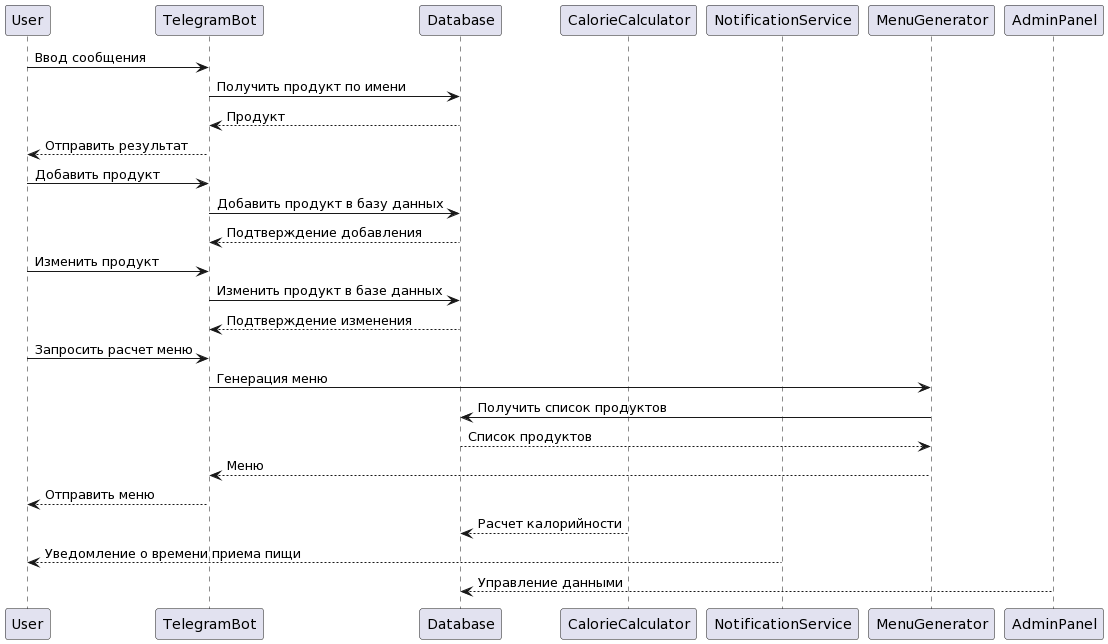 User
TelegramBot
Database
CalorieCalculator
NotificationService
MenuGenerator
AdminPanel
Ввод сообщения
Получить продукт по имени
Продукт
Отправить результат
Добавить продукт
Добавить продукт в базу данных
Подтверждение добавления
Изменить продукт
Изменить продукт в базе данных
Подтверждение изменения
Запросить расчет меню
Генерация меню
Получить список продуктов
Список продуктов
Меню
Отправить меню
Расчет калорийности
Уведомление о времени приема пищи
Управление данными
User
TelegramBot
Database
CalorieCalculator
NotificationService
MenuGenerator
AdminPanel